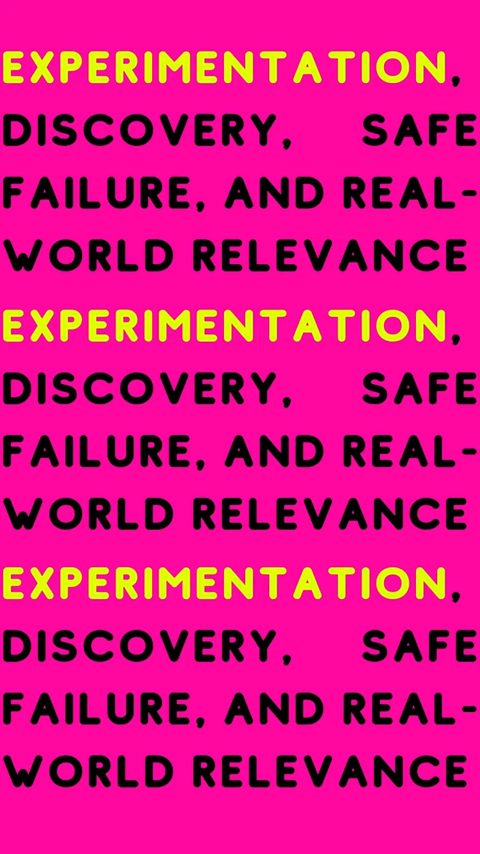 EXPERIMENTATION,
DISCOVERY, SAFE
FAILURE, AND REAL-
WORLD RELEVANCE
EXPERIMENTATION,
DISCOVERY, SAFE
FAILURE, AND REAL-
WORLD RELEVANCE
EXPERIMENTATION,
DISCOVERY, SAFE
FAILURE, AND REAL-
WORLD RELEVANCE